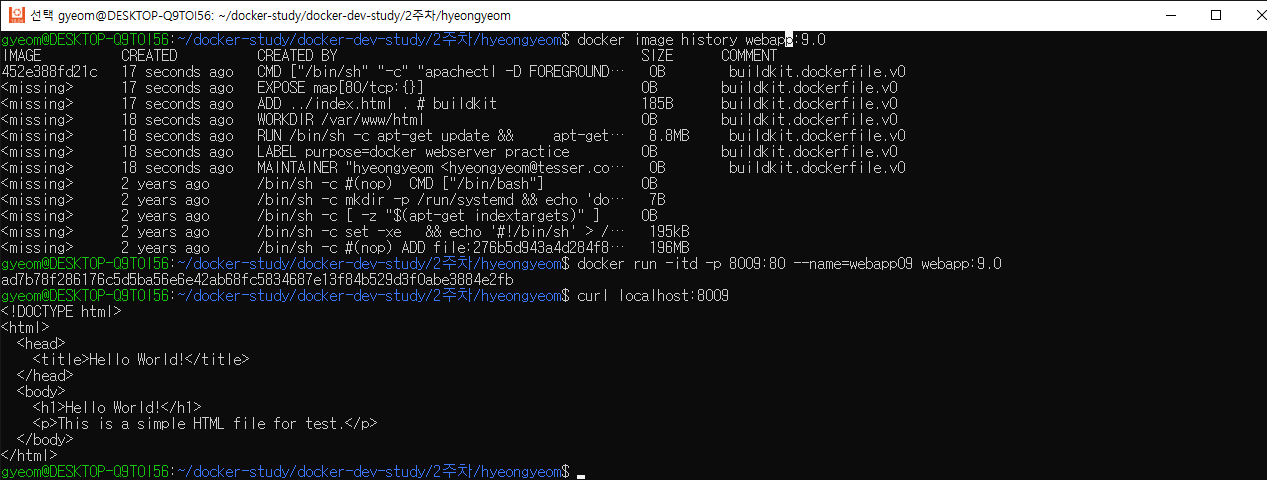 선택 gyeom@DESKTOP-Q9TOI56: ~/docker-study/docker-dev-study/2주차/hyeongyeom
gyeom@DESKTOP-Q9TOI56:~/docker-study/docker-dev-study/2주차/hyeongyeom$ docker image history webapp:9.0
IMAGE CREATED CREATED BY SIZE COMMENT
452e388fd21c 17 seconds ago CMD ["/bin/sh" "-c" "apachectl -D FOREGROUND… 0B buildkit.dockerfile.v0
<missing> 17 seconds ago EXPOSE map[80/tcp:{}] 0B buildkit.dockerfile.v0
<missing> 17 seconds ago ADD ../index.html . # buildkit 185B buildkit.dockerfile.v0
<missing> 18 seconds ago WORKDIR /var/www/html 0B buildkit.dockerfile.v0
<missing> 18 seconds ago RUN /bin/sh -c apt-get update && apt-get… 8.8MB buildkit.dockerfile.v0
<missing> 18 seconds ago LABEL purpose=docker webserver practice 0B buildkit.dockerfile.v0
<missing> 18 seconds ago MAINTAINER "hyeongyeom <hyeongyeom@tesser.co… 0B buildkit.dockerfile.v0
<missing> 2 years ago /bin/sh -c #(nop) CMD ["/bin/bash"] 0B
<missing> 2 years ago /bin/sh -c mkdir -p /run/systemd && echo 'do… 7B
<missing> 2 years ago /bin/sh -c [ -z "$(apt-get indextargets)" ] 0B
<missing> 2 years ago /bin/sh -c set -xe && echo '#!/bin/sh' > /… 195kB
<missing> 2 years ago /bin/sh -c #(nop) ADD file:276b5d943a4d284f8… 196MB
gyeom@DESKTOP-Q9TOI56:~/docker-study/docker-dev-study/2주차/hyeongyeom$ docker run -itd -p 8009:80 --name=webapp09 webapp:9.0
ad7b78f286176c5d5ba56e6e42ab68fc5834687e13f84b529d3f0abe3884e2fb
gyeom@DESKTOP-Q9TOI56:~/docker-study/docker-dev-study/2주차/hyeongyeom$ curl localhost:8009
<!DOCTYPE html>
<html>
<head>
<title>Hello World!</title>
</head>
<body>
<h1>Hello World!</h1>
<p>This is a simple HTML file for test.</p>
</body>
</html>
gyeom@DESKTOP-Q9TOI56:~/docker-study/docker-dev-study/2주차/hyeongyeom$